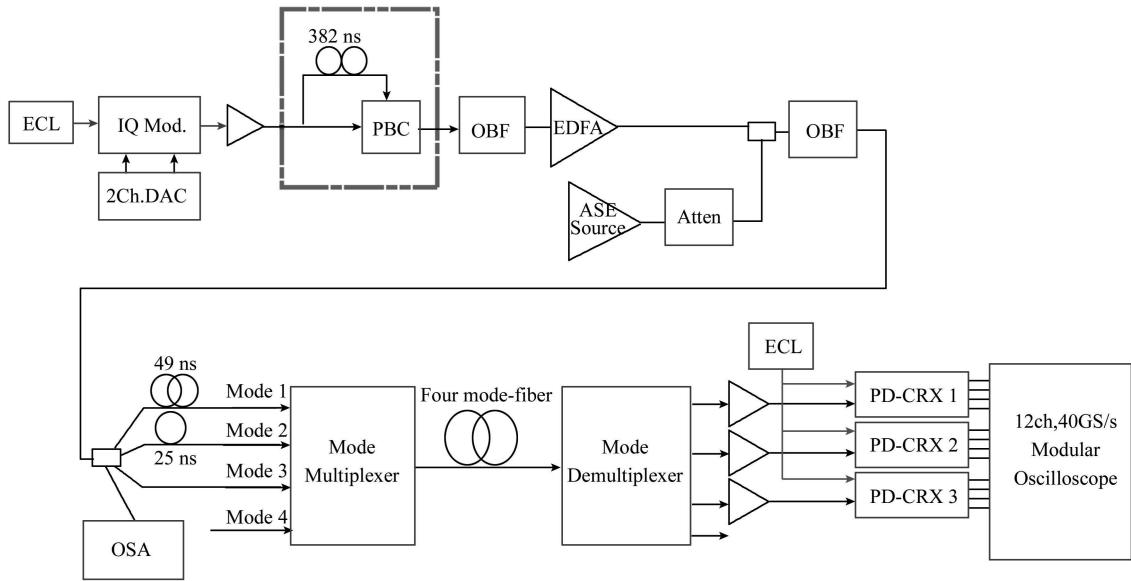 382 ns
ECL
IQ Mod.
PBC
OBF
EDFA
OBF
2Ch.DAC
ASE
Source
Atten
49 ns
Mode 1
Mode 2
25 ns
Mode 3
Mode 4
OSA
Mode
Multiplexer
Four mode-fiber
Mode
Demultiplexer
ECL
PD-CRX 1
PD-CRX 2
PD-CRX 3
12ch,40GS/s
Modular
Oscilloscope